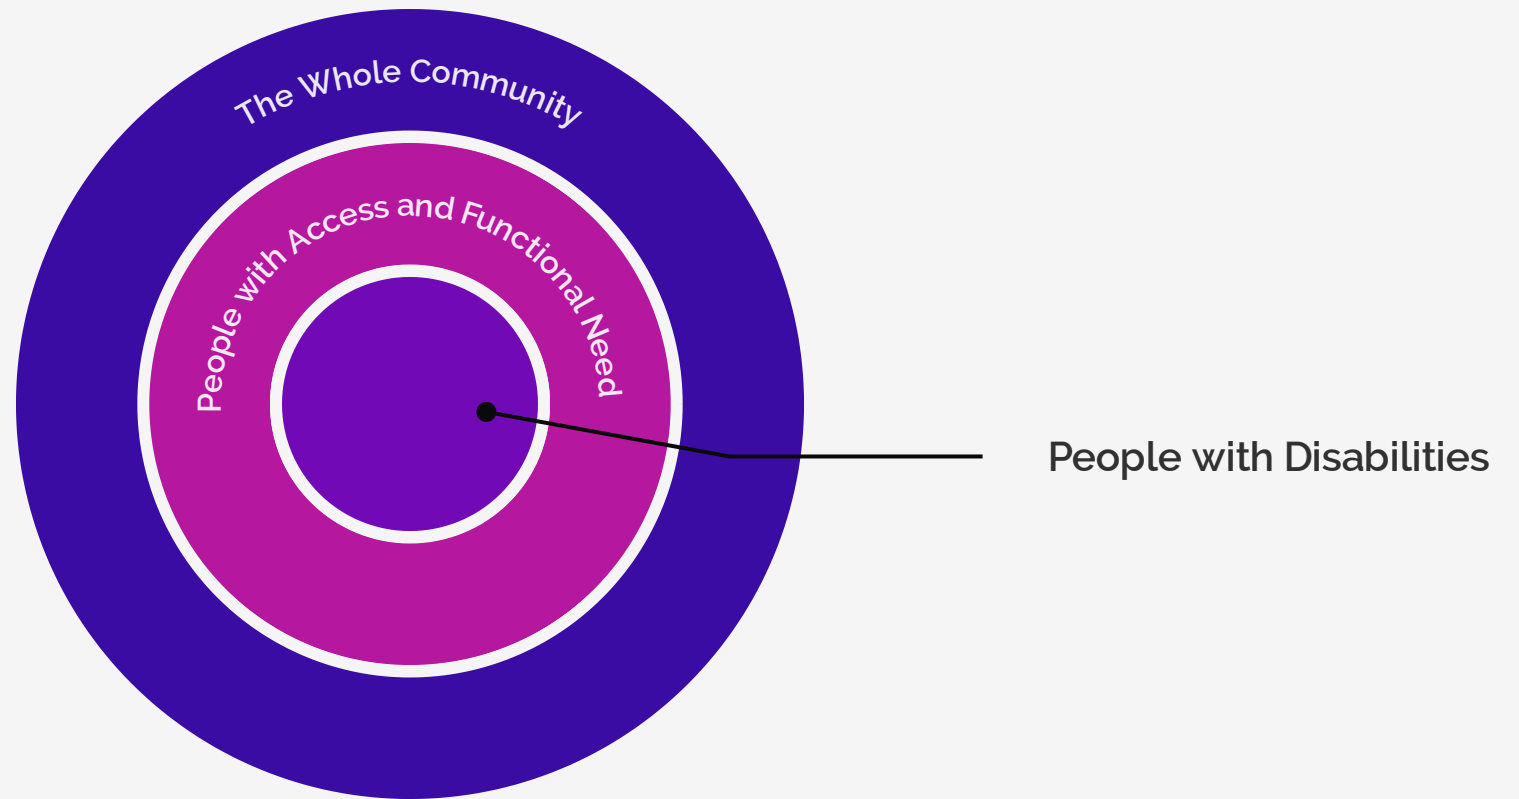 The Whole Community
People with Access and Functional Need
People with Disabilities